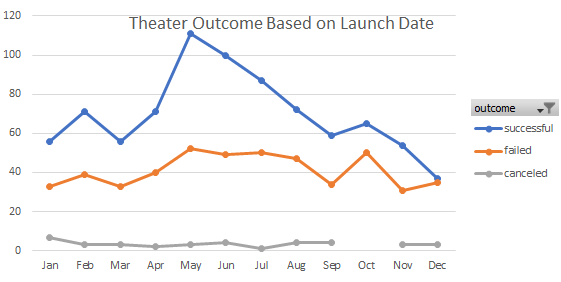 Theater Outcome Based on Launch Date
120
100
80
60
40
20
0
Jan Feb Mar Apr May Jun Jul Aug Sep Oct Nov Dec
outcome
successful
failed
canceled